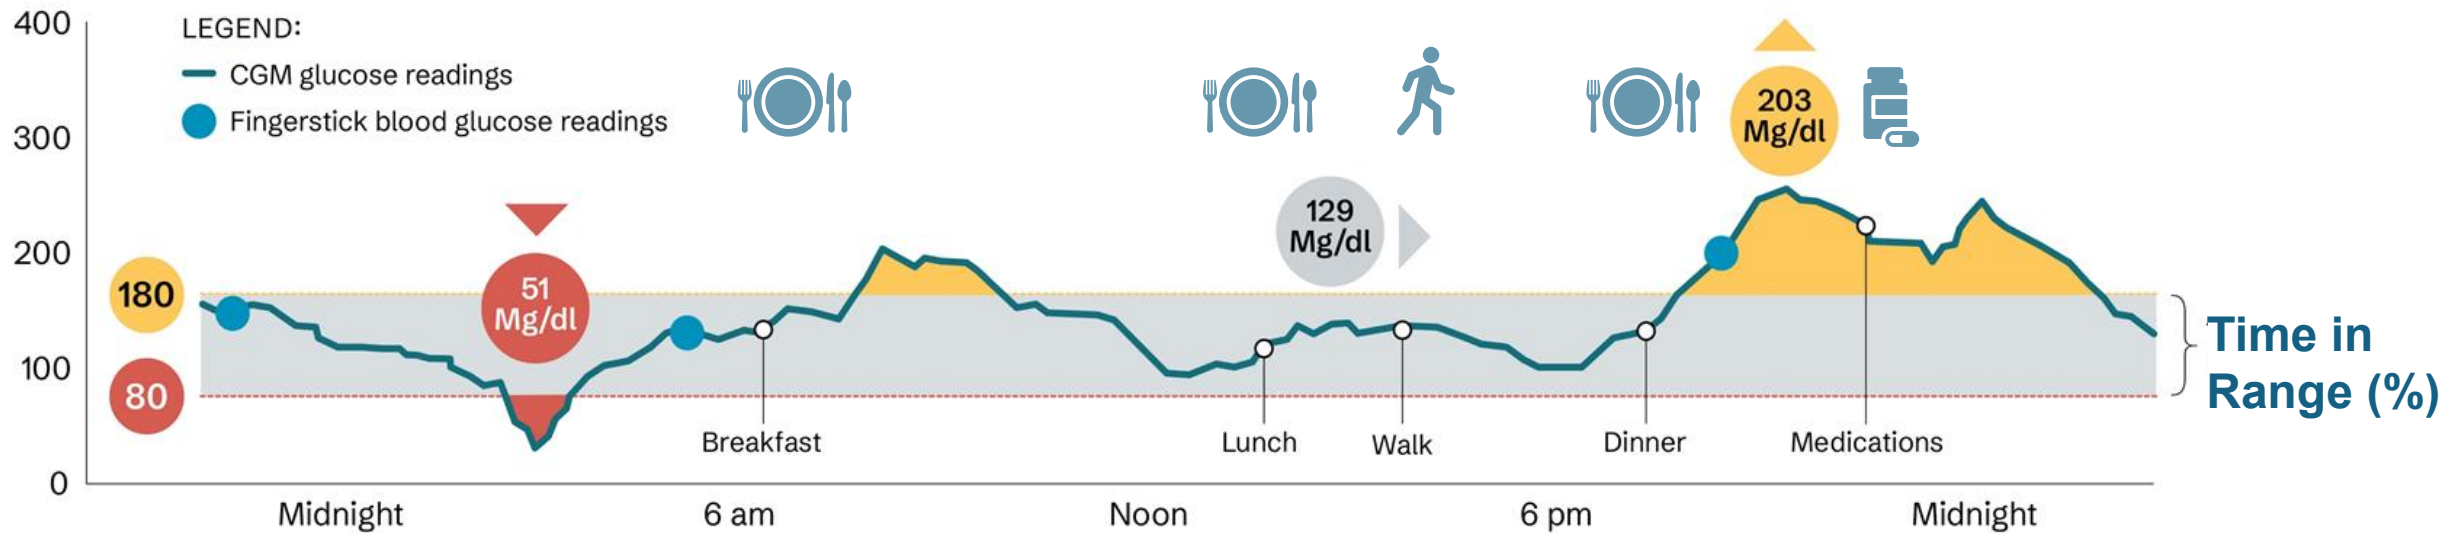 400
300
200
100
0
LEGEND:
CGM glucose readings
Fingerstick blood glucose readings
180
80
51
Mg/dl
129
Mg/dl
203
Mg/dl
Breakfast
Lunch
Walk
Dinner
Medications
Midnight
6 am
Noon
6 pm
Midnight
Time in
Range (%)